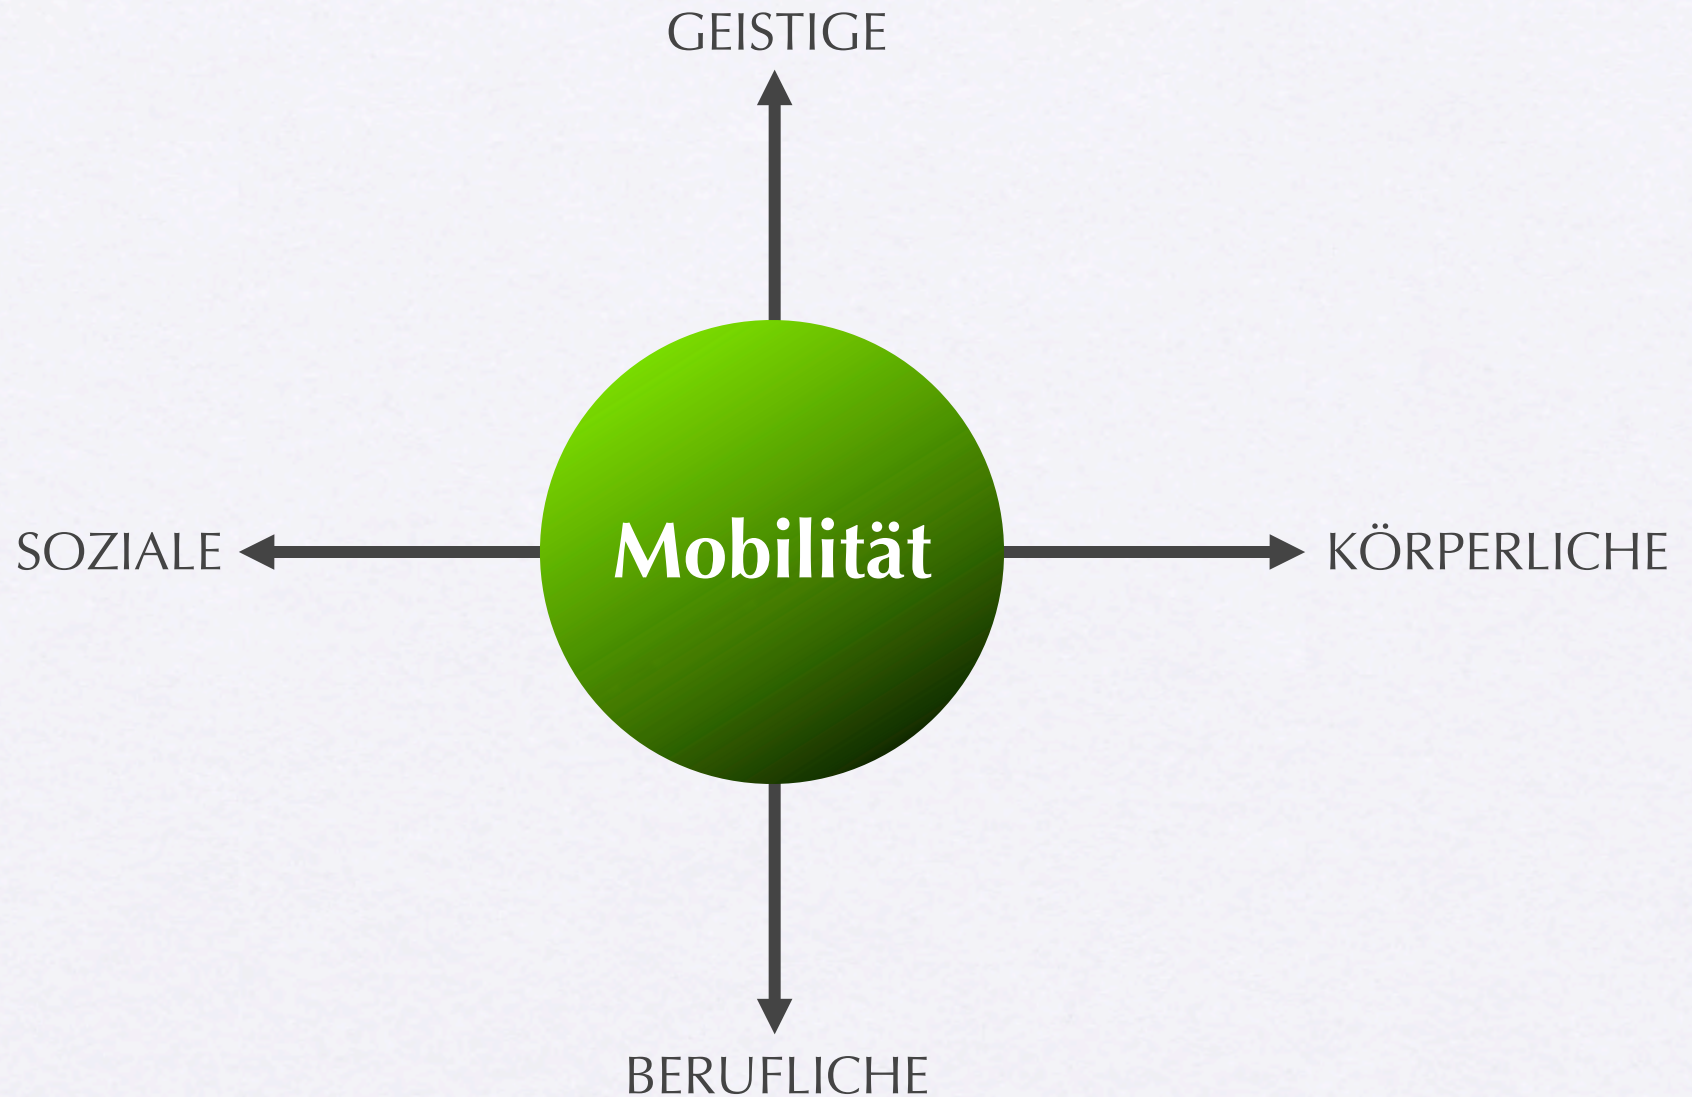 GEISTIGE
SOZIALE
Mobilität
KÖRPERLICHE
BERUFLICHE